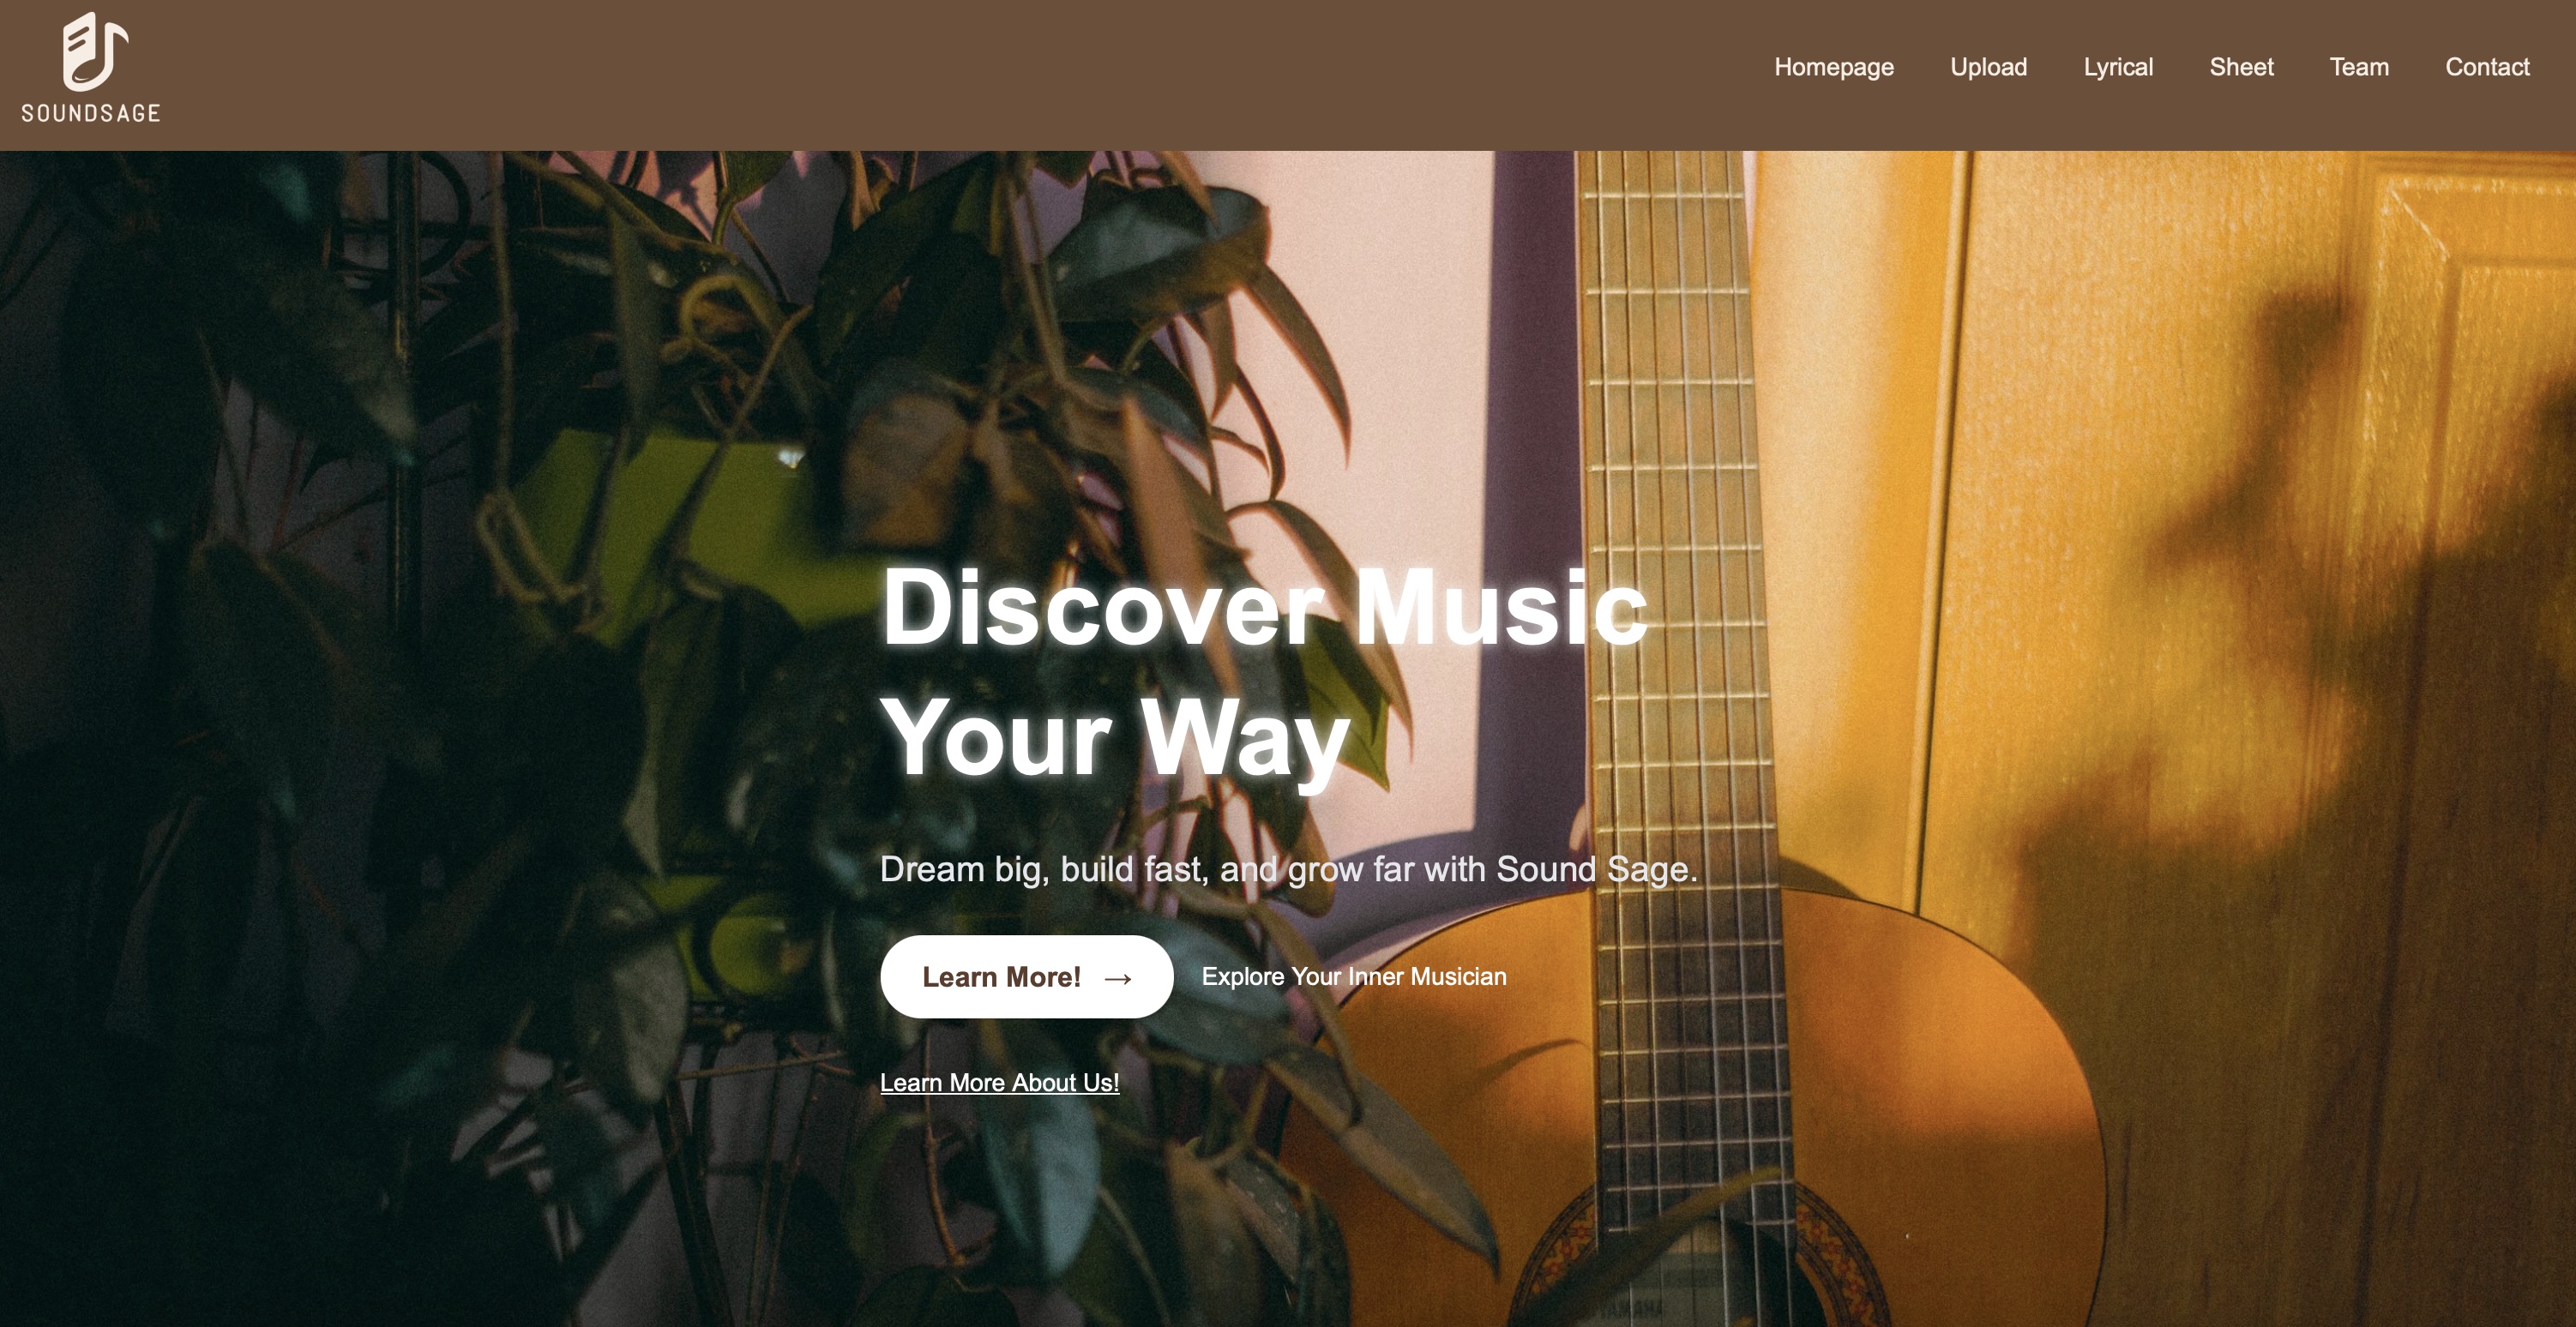 SOUNDSAGE
Homepage Upload Lyrical Sheet Team Contact
Discover Music
Your Way
Dream big, build fast, and grow far with Sound Sage.
Learn More! → Explore Your Inner Musician
Learn More About Us!
YAMAHA